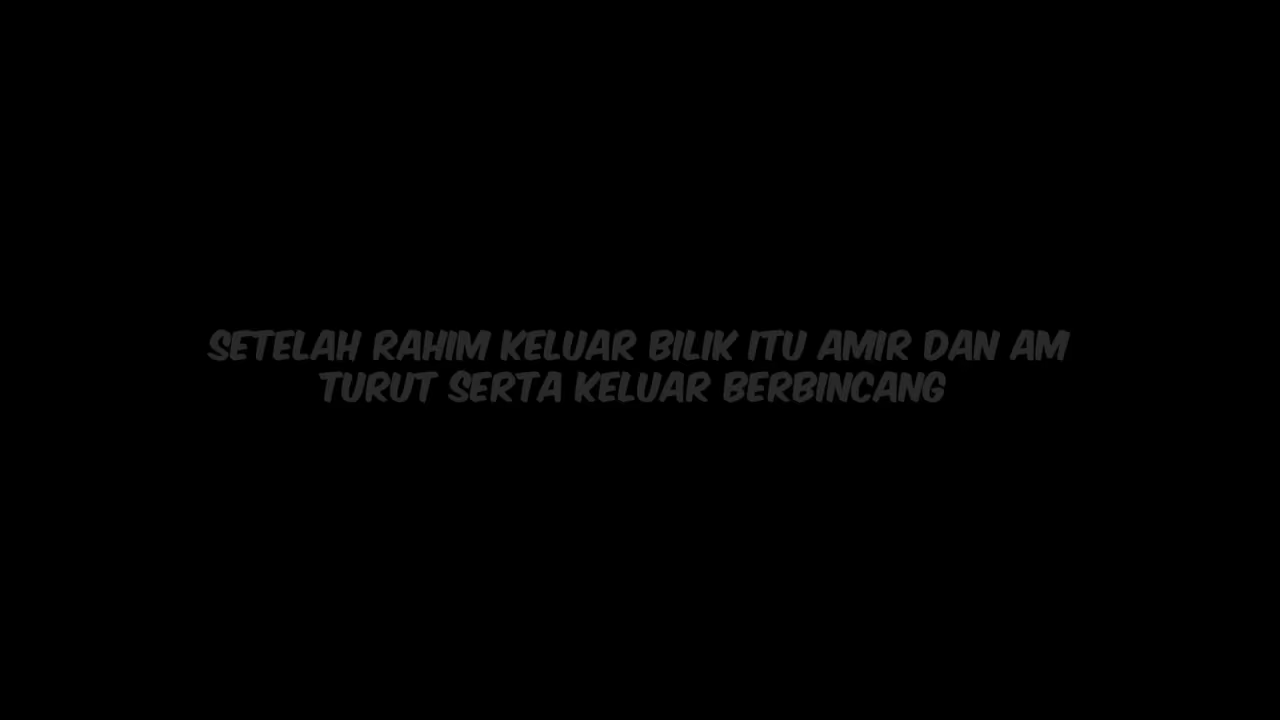 SETELAH RAHIM KELUAR BILIK ITU AMIR DAN AM
TURUT SERTA KELUAR BERBINCANG